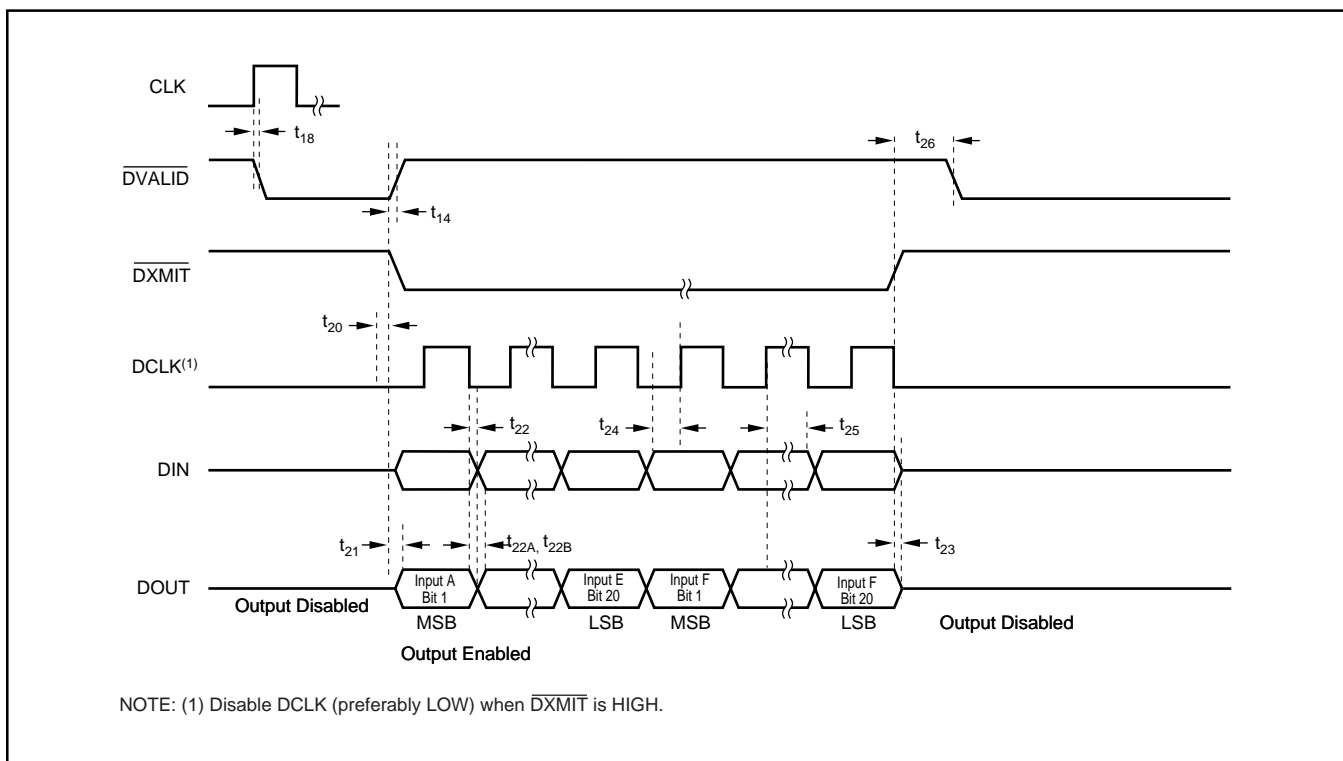 CLK
t18
DVALID
t14
t26
DXMIT
t20
DCLK(1)
t22
t24
t25
DIN
t21
t22A, t22B
t23
DOUT
Input A
Bit 1
Input E
Bit 20
Input F
Bit 1
Input F
Bit 20
Output Disabled
MSB
LSB
MSB
LSB
Output Disabled
Output Enabled
NOTE: (1) Disable DCLK (preferably LOW) when DXMIT is HIGH.